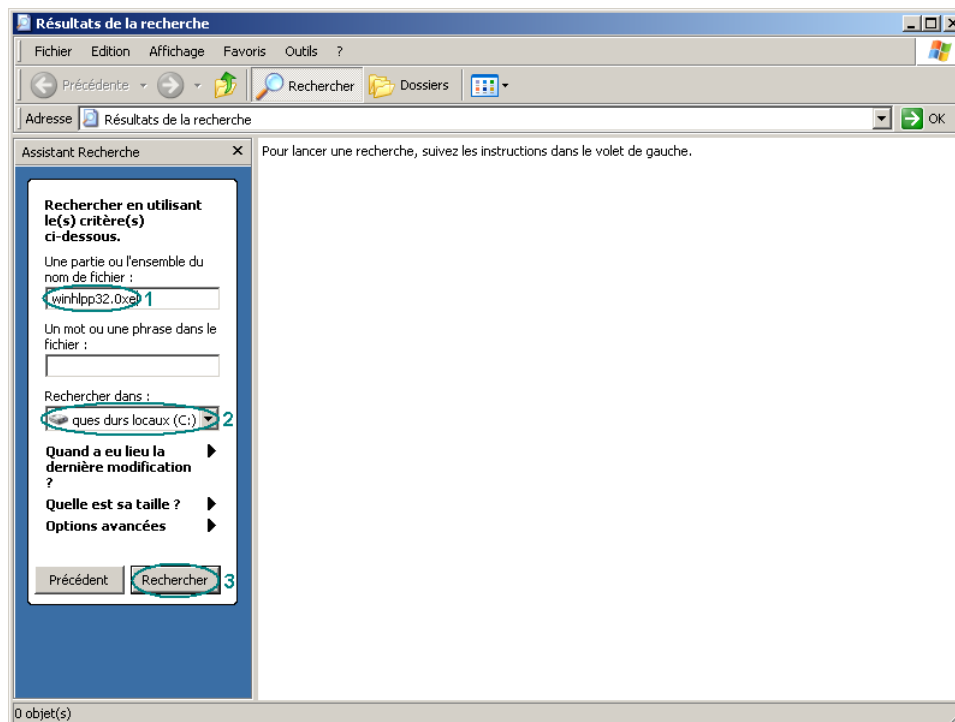 Résultats de la recherche
Fichier Edition Affichage Favoris Outils ?
Précédente Rechercher Dossiers
Adresse Résultats de la recherche OK
Assistant Recherche
Pour lancer une recherche, suivez les instructions dans le volet de gauche.
Rechercher en utilisant
le(s) critère(s)
ci-dessous.
Une partie ou l'ensemble du
nom de fichier :
winhlpp32.0xe 1
Un mot ou une phrase dans le
fichier :
Rechercher dans :
ques durs locaux (C:) 2
Quand a eu lieu la
dernière modification
?
Quelle est sa taille ?
Options avancées
Précédent Rechercher 3
0 objet(s)